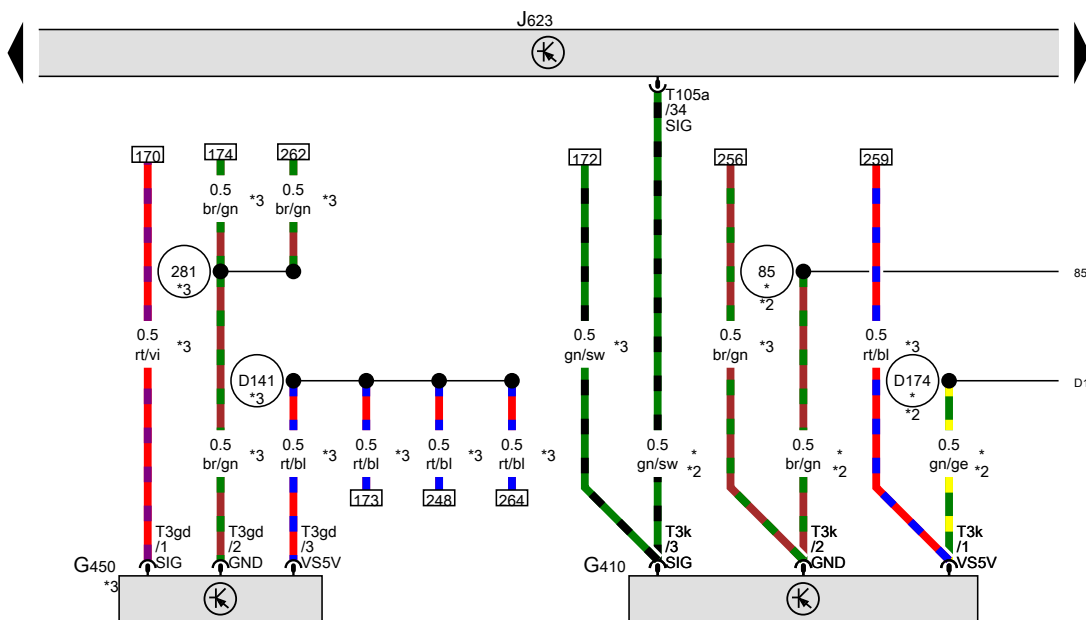 J623
T105a
/34
SIG
170
174
262
172
256
259
0.5
br/gn *3
0.5
br/gn *3
281
*3
85
*
*2
85
0.5
rt/vi *3
0.5
gn/sw *3
0.5
br/gn *3
0.5
rt/bl *3
D141
*3
D174
*
*2
D1
0.5
br/gn *3
0.5
rt/bl *3
0.5
rt/bl *3
0.5
rt/bl *3
0.5
rt/bl *3
0.5
gn/sw *
*2
0.5
br/gn *
*2
0.5
gn/ge *
*2
173
248
264
T3gd
/1
SIG
T3gd
/2
GND
T3gd
/3
VS5V
T3k
/3
SIG
T3k
/2
GND
T3k
/1
VS5V
G450
*3
G410